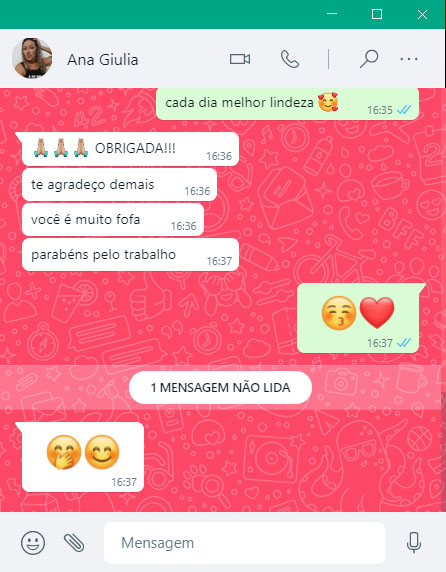 Ana Giulia
cada dia melhor lindeza 🥰
16:35
🙏🏼🙏🏼🙏🏼 OBRIGADA!!!
16:36
te agradeço demais
16:36
você é muito fofa
16:36
parabéns pelo trabalho
16:37
😚❤️
16:37
1 MENSAGEM NÃO LIDA
🤭😊
16:37
Mensagem